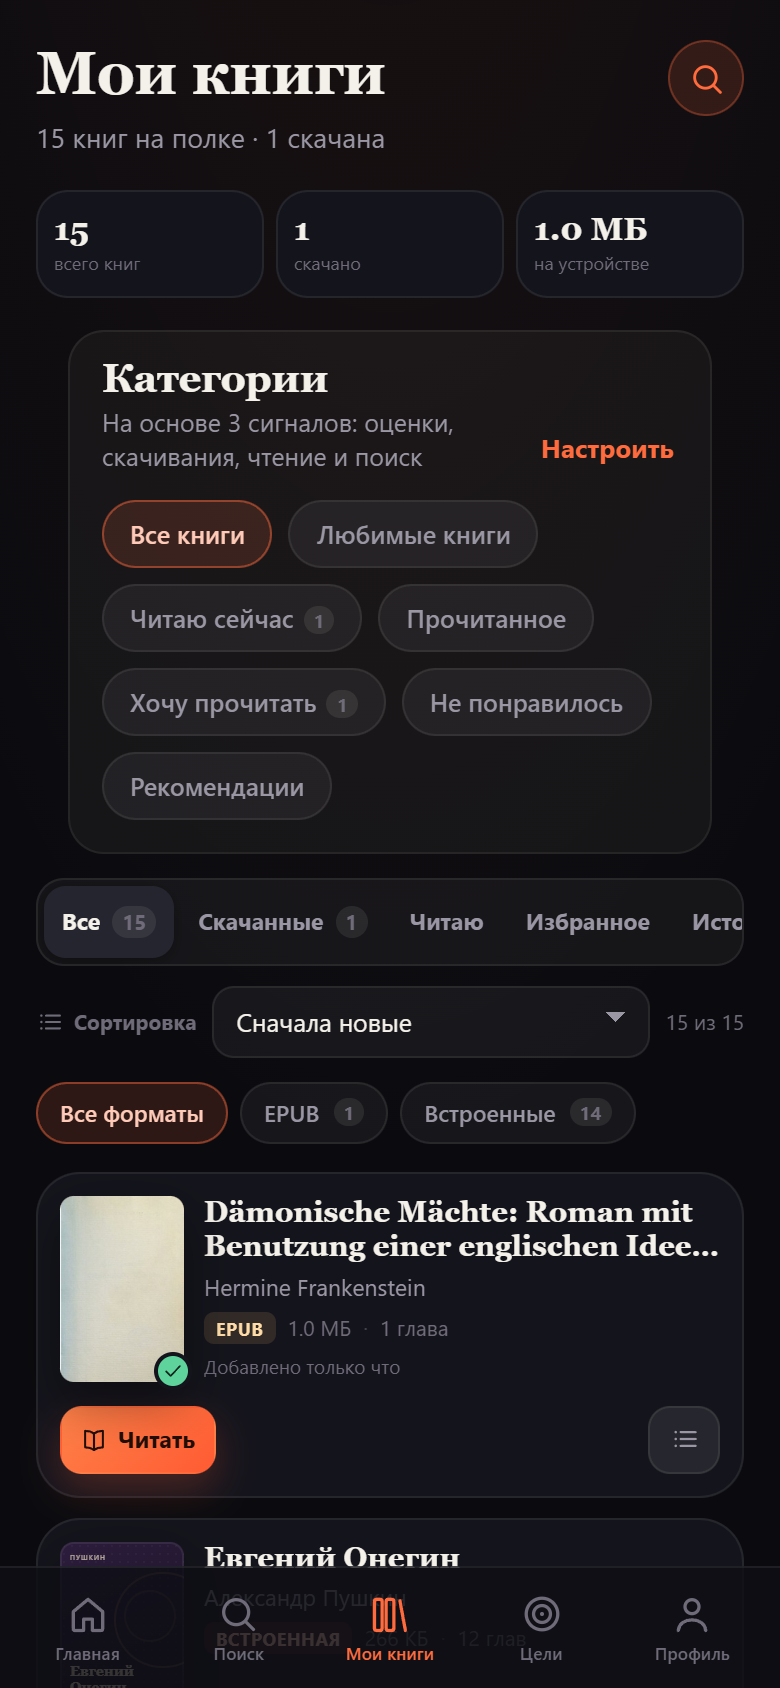 Мои книги
15 книг на полке · 1 скачана
15
всего книг
1
скачано
1.0 МБ
на устройстве
Категории
На основе 3 сигналов: оценки,
скачивания, чтение и поиск
Настроить
Все книги
Любимые книги
Читаю сейчас 1
Прочитанное
Хочу прочитать 1
Не понравилось
Рекомендации
Все 15
Скачанные 1
Читаю
Избранное
Исто
Сортировка
Сначала новые
15 из 15
Все форматы
EPUB 1
Встроенные 14
Dämonische Mächte: Roman mit
Benutzung einer englischen Idee...
Hermine Frankenstein
EPUB 1.0 МБ · 1 глава
Добавлено только что
Читать
ПУШКИН
Евгений Онегин
Александр Пушкин
ВСТРОЕННАЯ 266 КБ · 12 глав
Евгений
Онегин
Главная
Поиск
Мои книги
Цели
Профиль